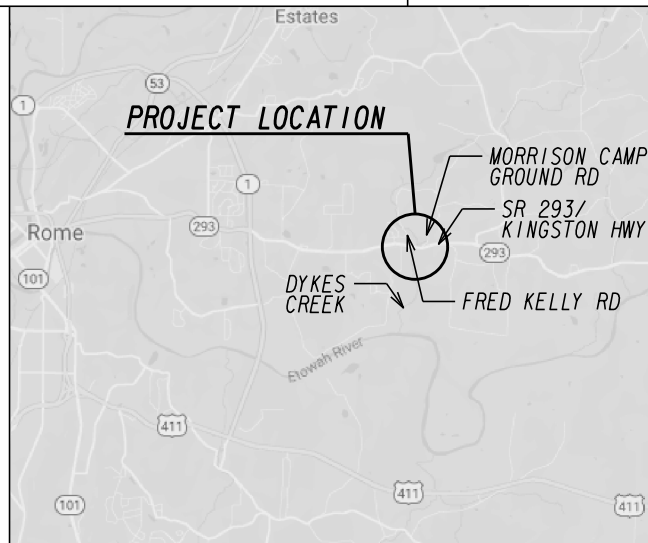 Estates
53
1
PROJECT LOCATION
MORRISON CAMP
GROUND RD
1
SR 293/
KINGSTON HWY
293
Rome
293
101
DYKES
CREEK
FRED KELLY RD
Etowah River
411
411
411
101